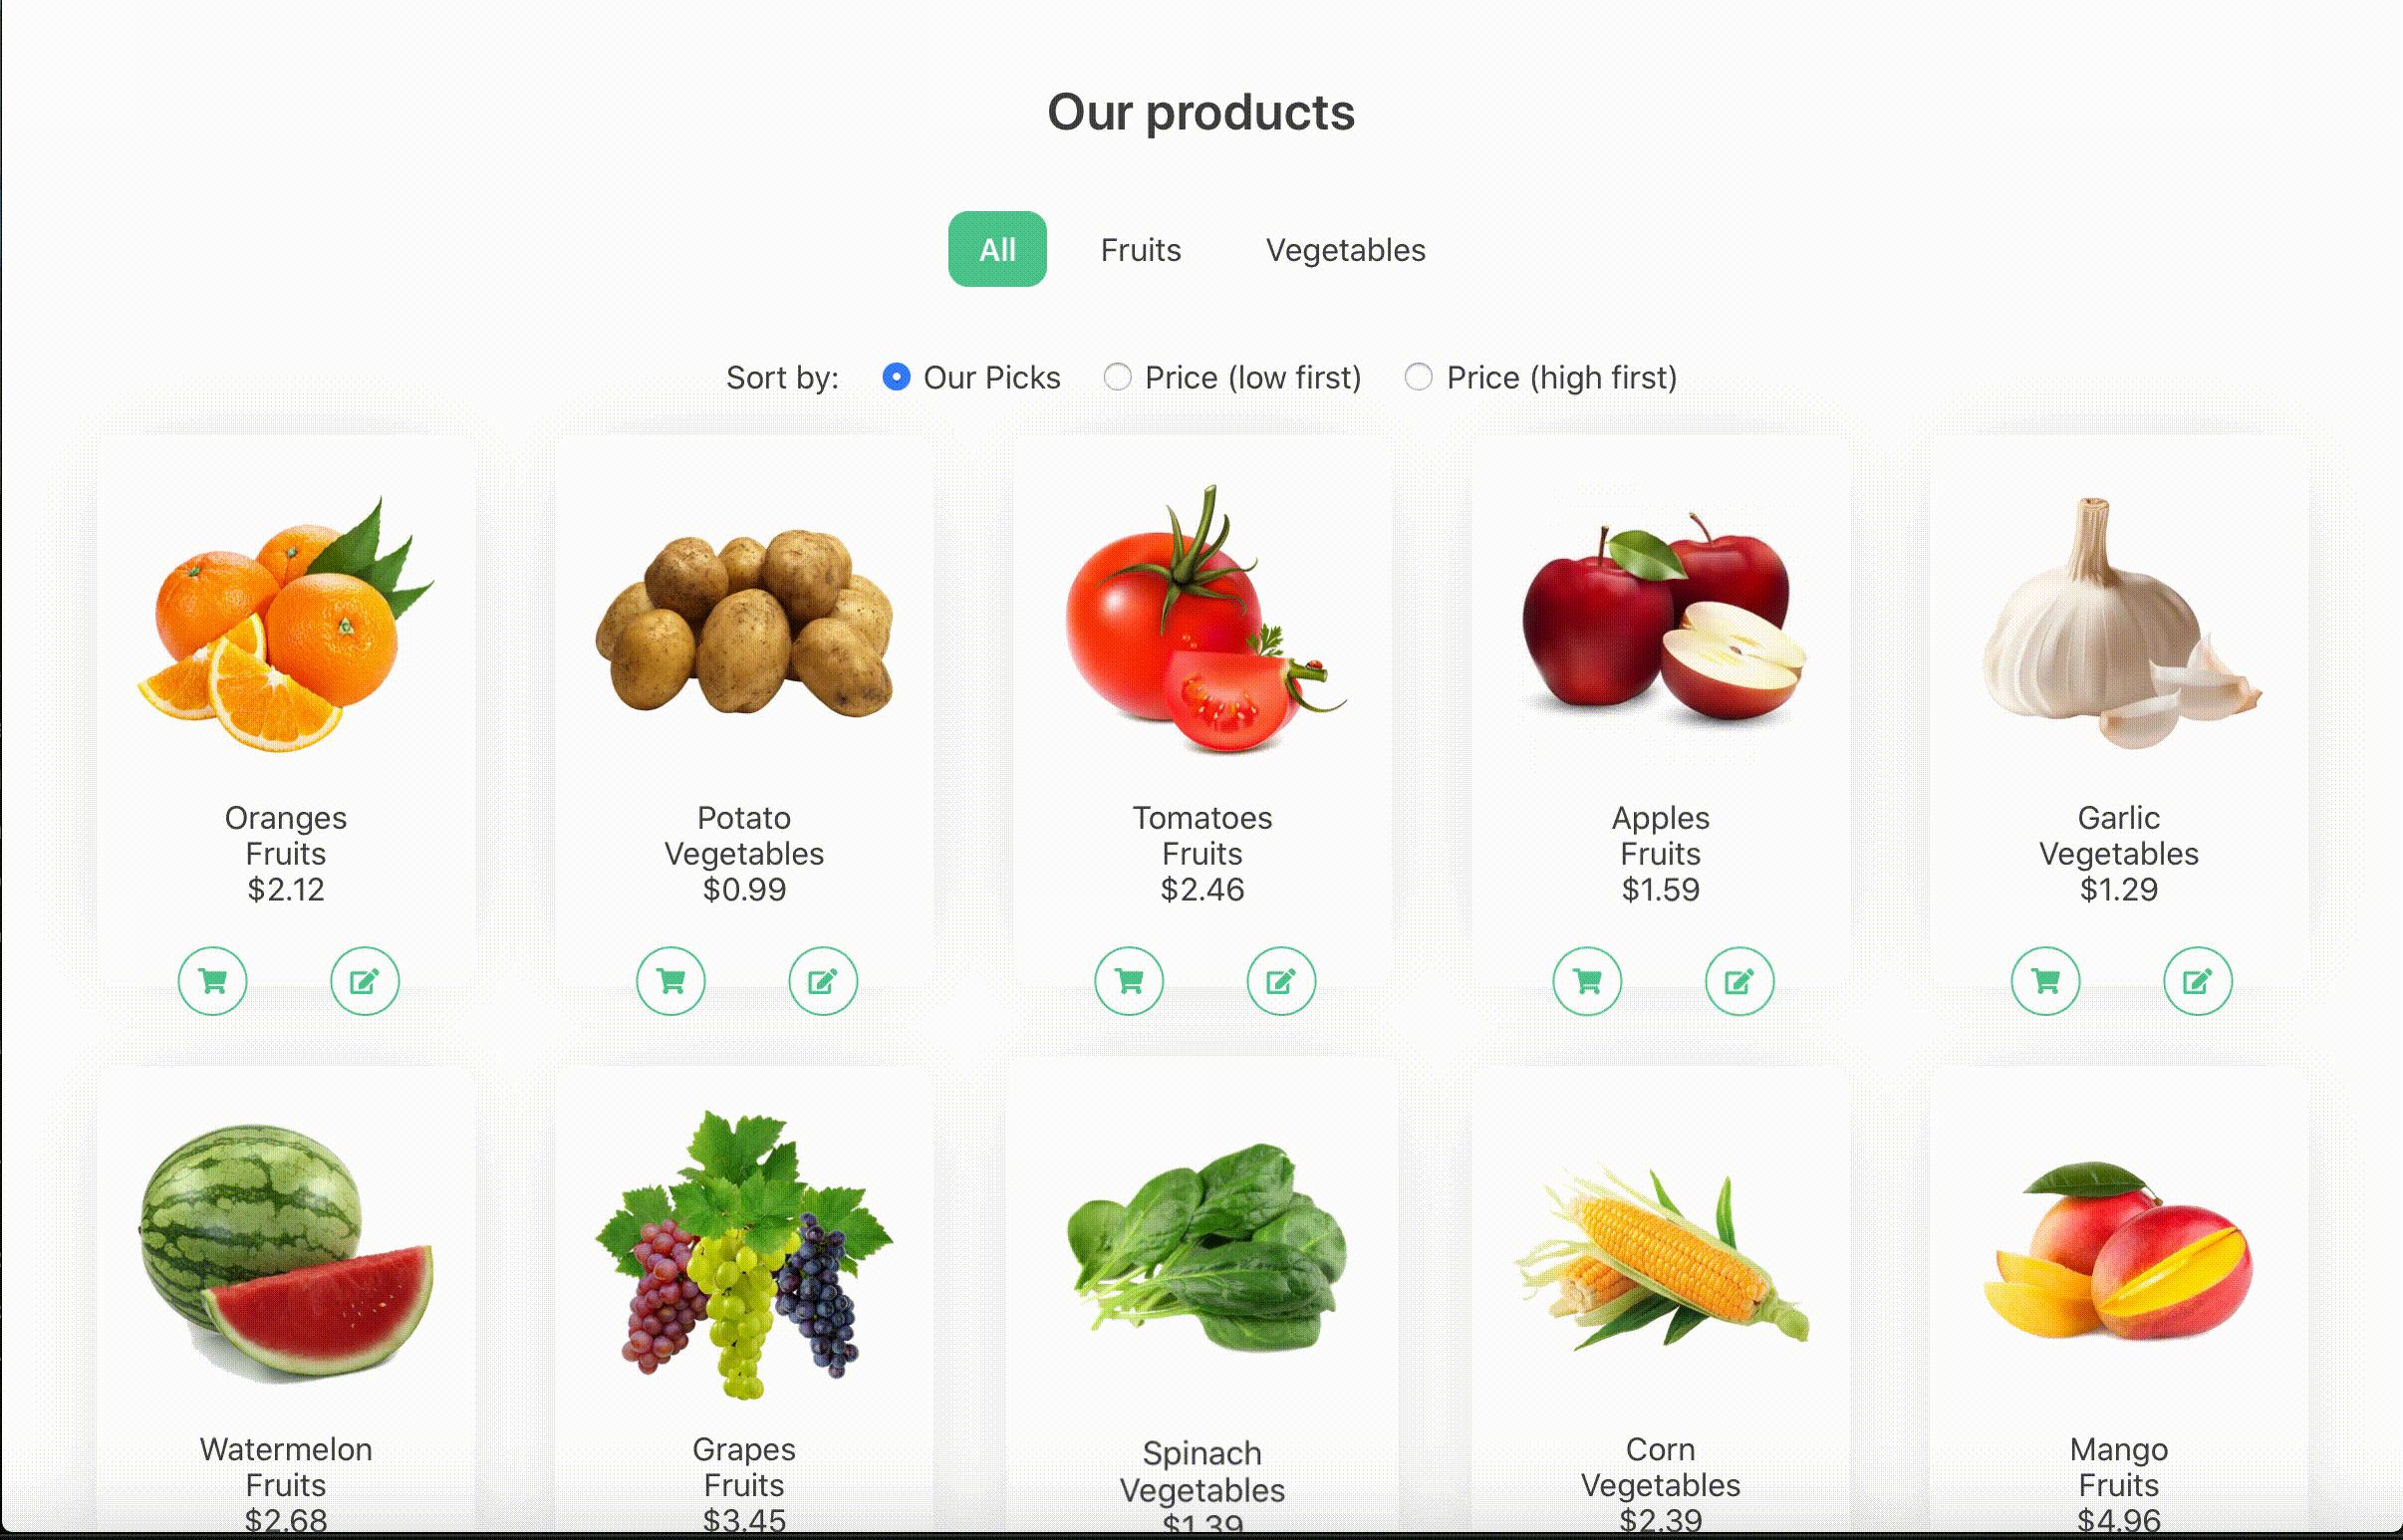 Our products
All Fruits Vegetables
Sort by: Our Picks Price (low first) Price (high first)
Oranges
Fruits
$2.12
Potato
Vegetables
$0.99
Tomatoes
Fruits
$2.46
Apples
Fruits
$1.59
Garlic
Vegetables
$1.29
Watermelon
Fruits
$2.68
Grapes
Fruits
$3.45
Spinach
Vegetables
$1.39
Corn
Vegetables
$2.39
Mango
Fruits
$4.96